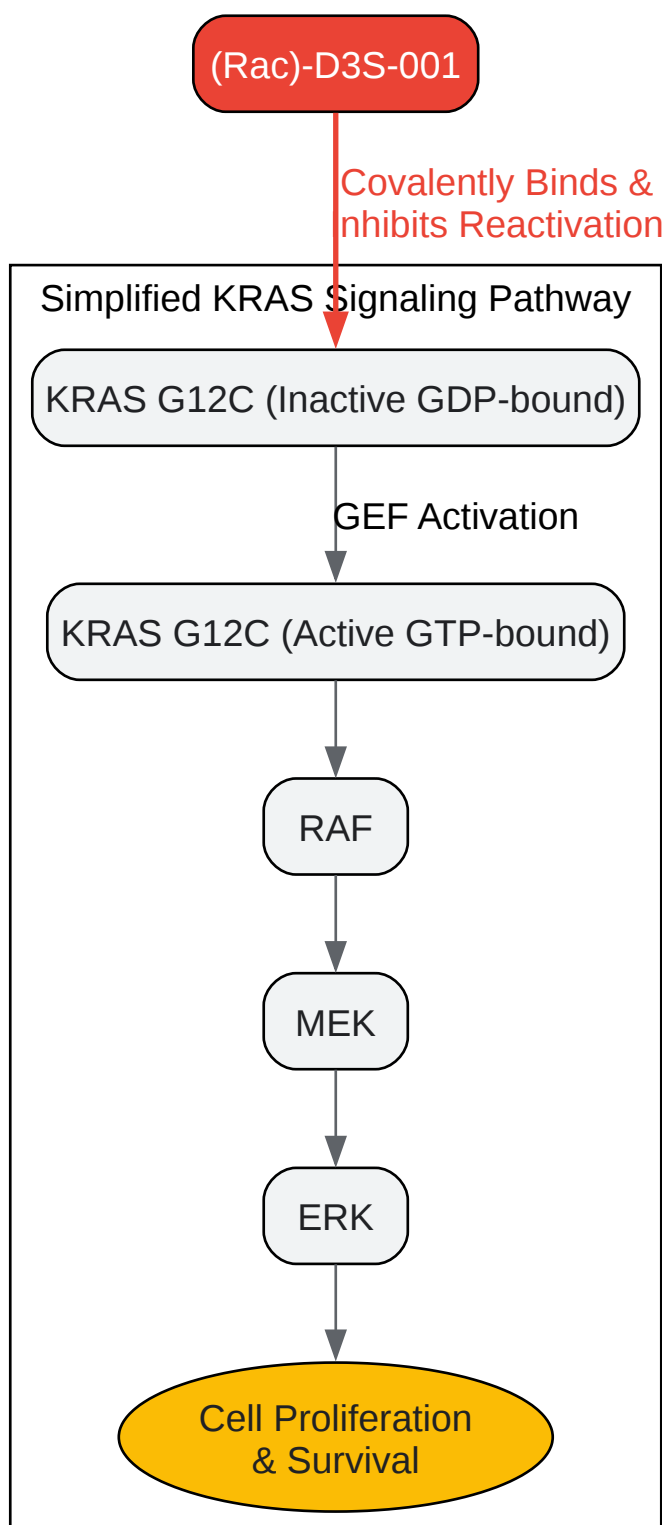 (Rac)-D3S-001
Covalently Binds &
nhibits Reactivation
Simplified KRAS Signaling Pathway
KRAS G12C (Inactive GDP-bound)
GEF Activation
KRAS G12C (Active GTP-bound)
RAF
MEK
ERK
Cell Proliferation
& Survival